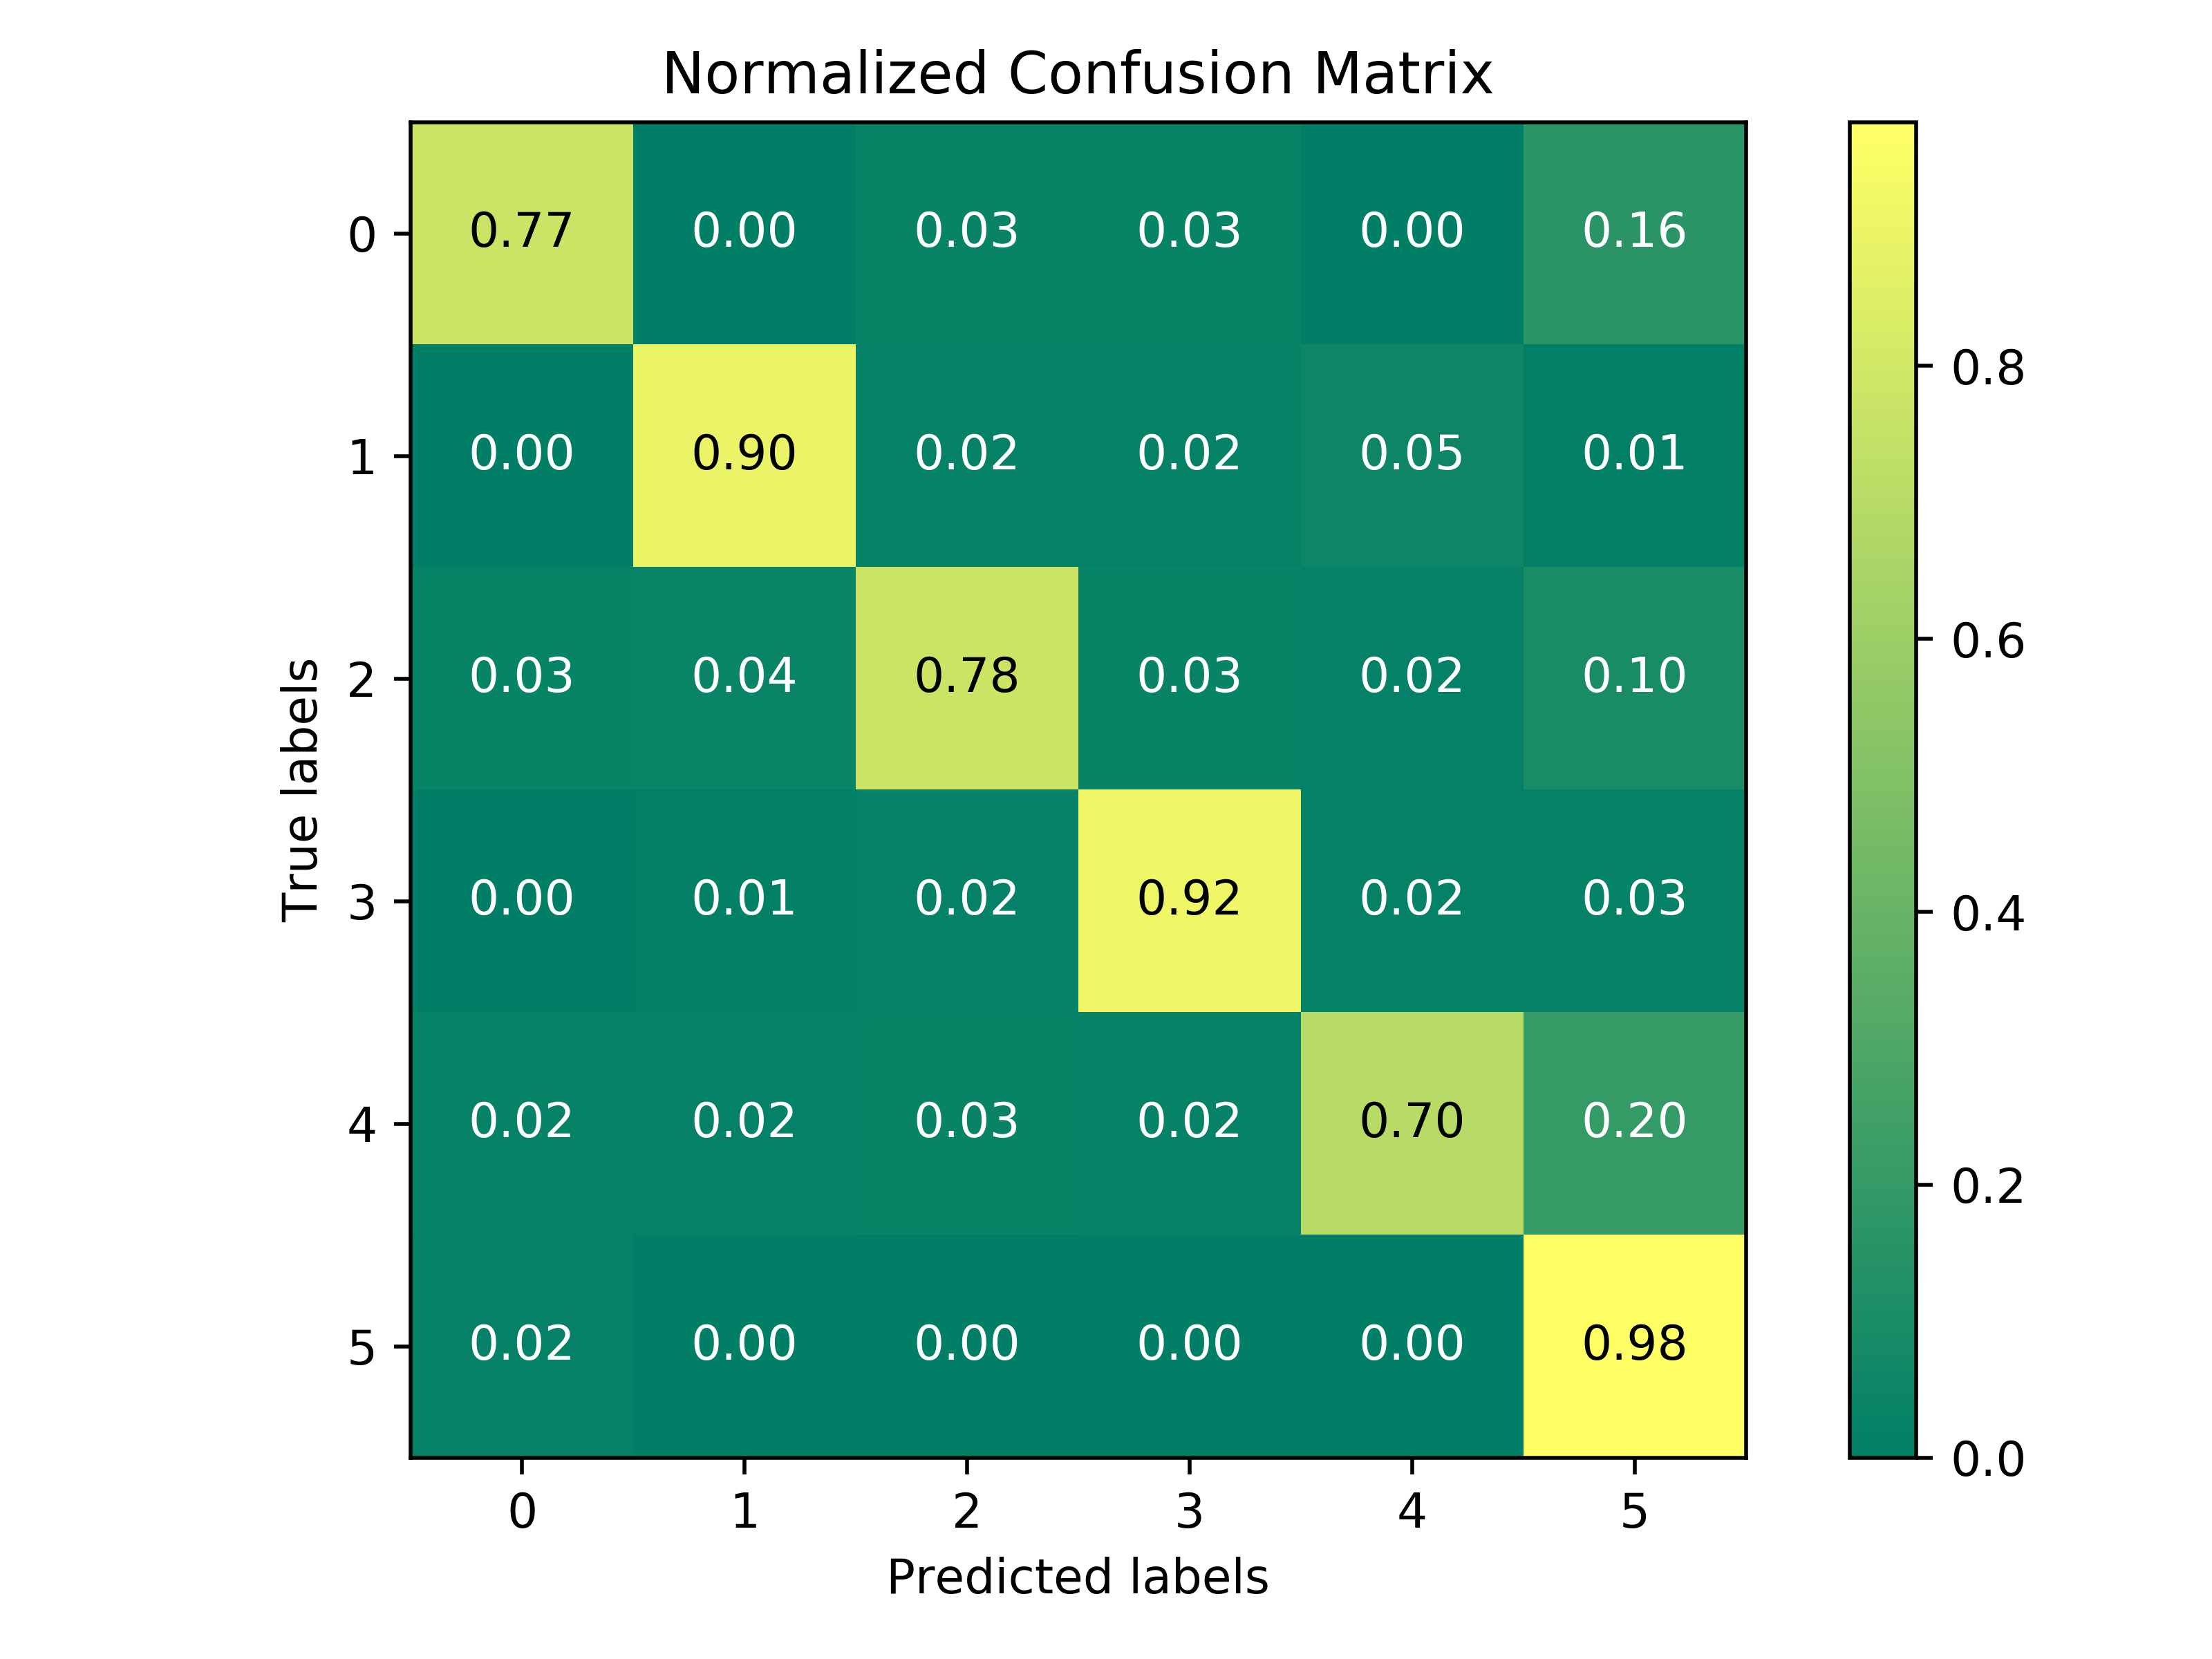 Normalized Confusion Matrix
0 0.77 0.00 0.03 0.03 0.00 0.16
1 0.00 0.90 0.02 0.02 0.05 0.01
2 0.03 0.04 0.78 0.03 0.02 0.10
3 0.00 0.01 0.02 0.92 0.02 0.03
4 0.02 0.02 0.03 0.02 0.70 0.20
5 0.02 0.00 0.00 0.00 0.00 0.98
True labels
0 1 2 3 4 5
Predicted labels
0.8
0.6
0.4
0.2
0.0